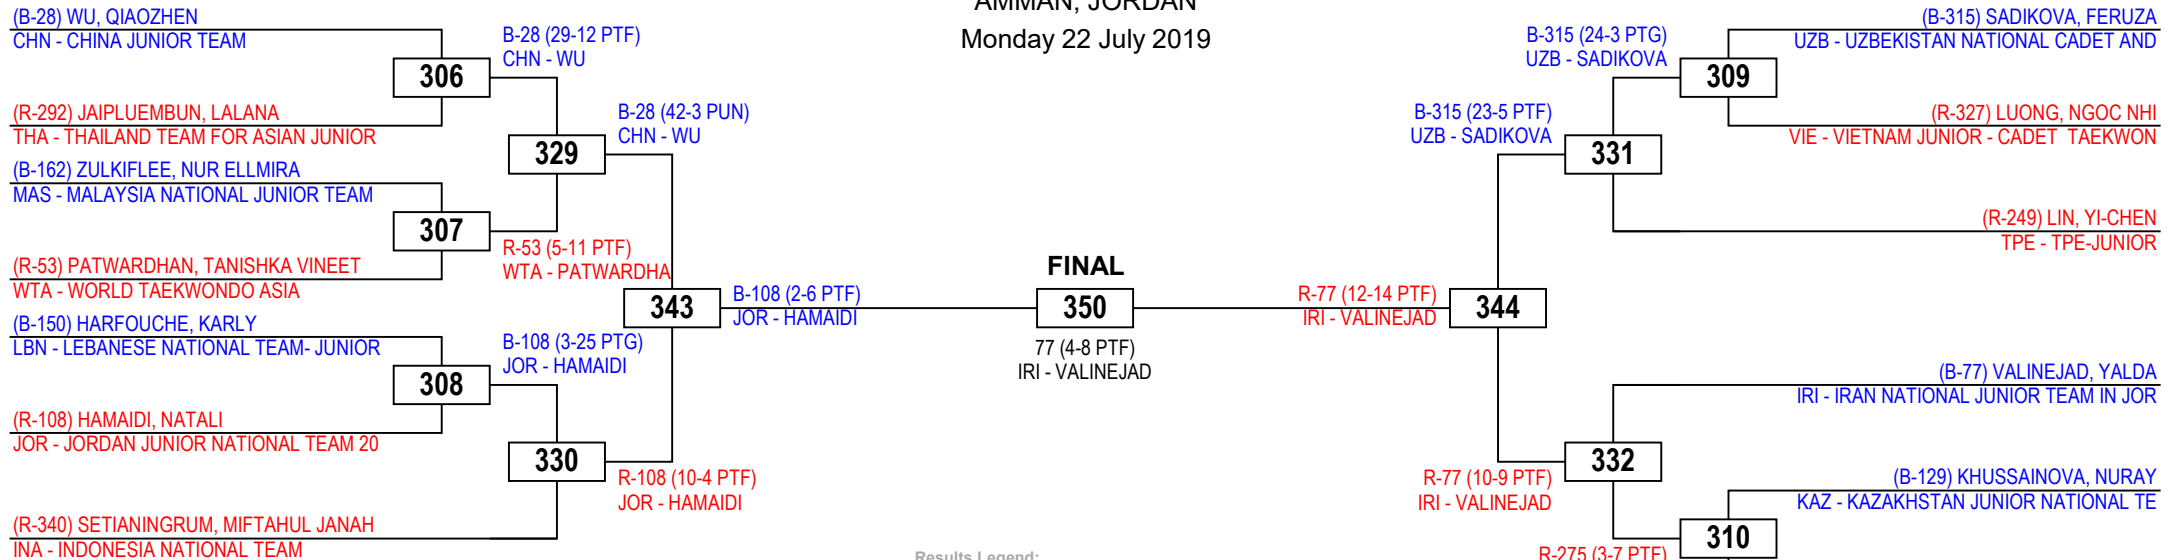 AMMAN, JORDAN
Monday 22 July 2019
(B-28) WU, QIAOZHEN
CHN - CHINA JUNIOR TEAM
306
(R-292) JAIPLUEMBUN, LALANA
THA - THAILAND TEAM FOR ASIAN JUNIOR
B-28 (29-12 PTF)
CHN - WU
329
(B-162) ZULKIFLEE, NUR ELLMIRA
MAS - MALAYSIA NATIONAL JUNIOR TEAM
307
(R-53) PATWARDHAN, TANISHKA VINEET
WTA - WORLD TAEKWONDO ASIA
R-53 (5-11 PTF)
WTA - PATWARDHA
B-28 (42-3 PUN)
CHN - WU
343
(B-150) HARFOUCHE, KARLY
LBN - LEBANESE NATIONAL TEAM- JUNIOR
308
(R-108) HAMAIDI, NATALI
JOR - JORDAN JUNIOR NATIONAL TEAM 20
B-108 (3-25 PTG)
JOR - HAMAIDI
330
(R-340) SETIANINGRUM, MIFTAHUL JANAH
INA - INDONESIA NATIONAL TEAM
R-108 (10-4 PTF)
JOR - HAMAIDI
B-108 (2-6 PTF)
JOR - HAMAIDI
FINAL
350
77 (4-8 PTF)
IRI - VALINEJAD
R-77 (12-14 PTF)
IRI - VALINEJAD
344
B-315 (23-5 PTF)
UZB - SADIKOVA
331
B-315 (24-3 PTG)
UZB - SADIKOVA
309
(B-315) SADIKOVA, FERUZA
UZB - UZBEKISTAN NATIONAL CADET AND
(R-327) LUONG, NGOC NHI
VIE - VIETNAM JUNIOR - CADET TAEKWON
(R-249) LIN, YI-CHEN
TPE - TPE-JUNIOR
(B-77) VALINEJAD, YALDA
IRI - IRAN NATIONAL JUNIOR TEAM IN JOR
332
R-77 (10-9 PTF)
IRI - VALINEJAD
(B-129) KHUSSAINOVA, NURAY
KAZ - KAZAKHSTAN JUNIOR NATIONAL TE
310
R-275 (3-7 PTF)
Results Legend: